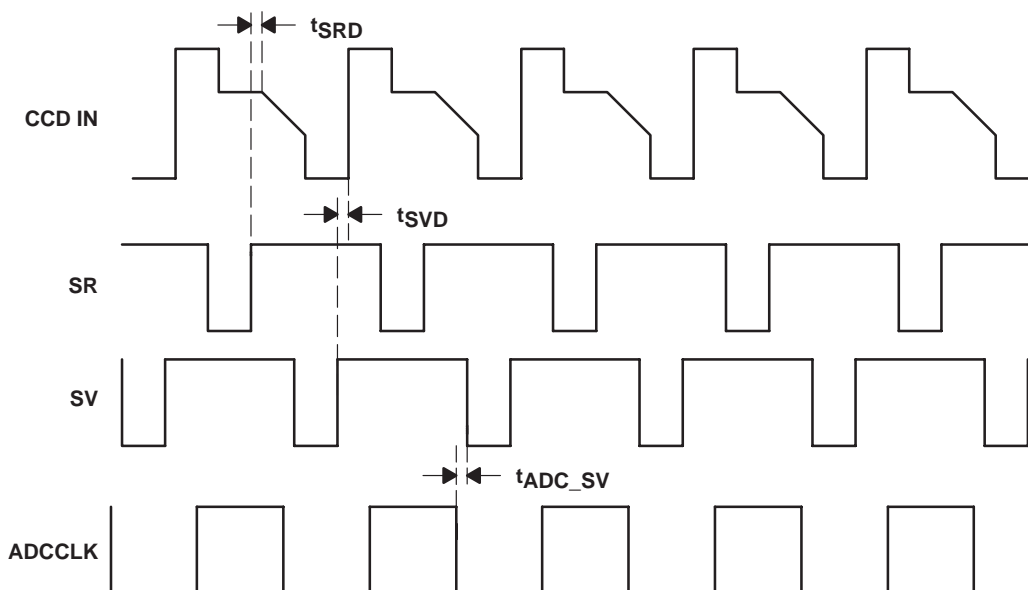 tSRD
CCD IN
tSVD
SR
SV
tADC_SV
ADCCLK